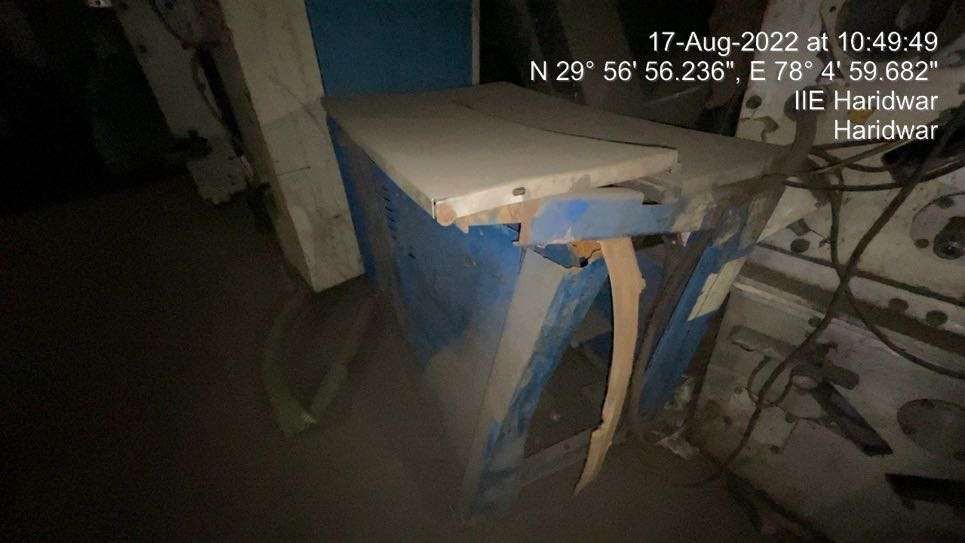 17-Aug-2022 at 10:49:49
N 29° 56' 56.236", E 78° 4' 59.682"
IIE Haridwar
Haridwar